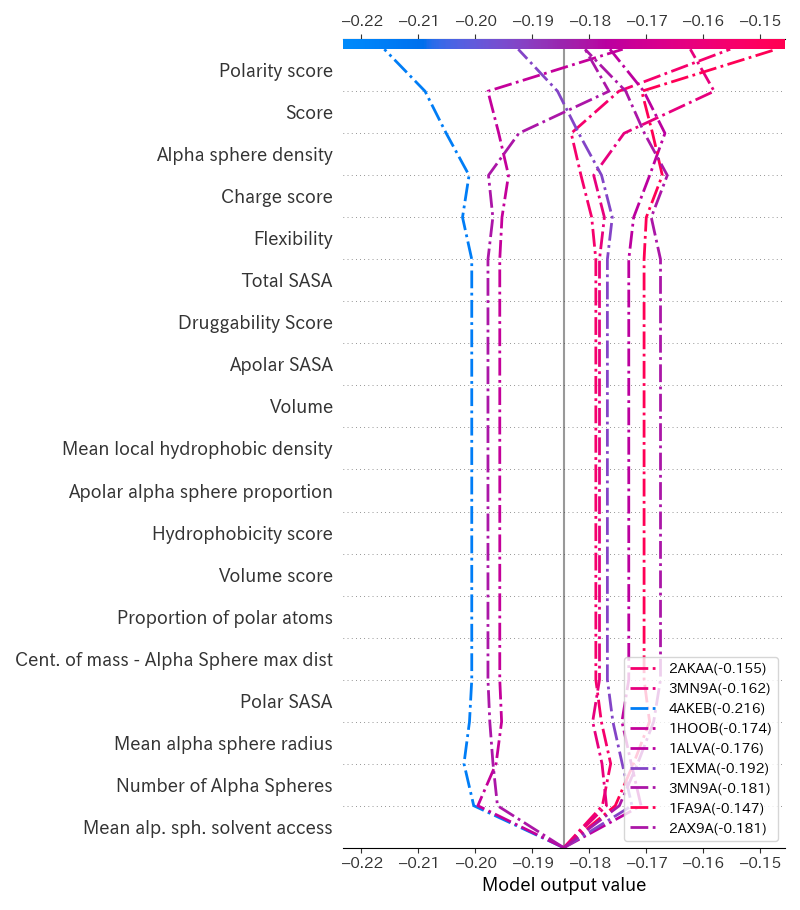 −0.22 −0.21 −0.20 −0.19 −0.18 −0.17 −0.16 −0.15
Polarity score
Score
Alpha sphere density
Charge score
Flexibility
Total SASA
Druggability Score
Apolar SASA
Volume
Mean local hydrophobic density
Apolar alpha sphere proportion
Hydrophobicity score
Volume score
Proportion of polar atoms
Cent. of mass - Alpha Sphere max dist
Polar SASA
Mean alpha sphere radius
Number of Alpha Spheres
Mean alp. sph. solvent access
2AKAA(-0.155)
3MN9A(-0.162)
4AKEB(-0.216)
1HOOB(-0.174)
1ALVA(-0.176)
1EXMA(-0.192)
3MN9A(-0.181)
1FA9A(-0.147)
2AX9A(-0.181)
−0.22 −0.21 −0.20 −0.19 −0.18 −0.17 −0.16 −0.15
Model output value